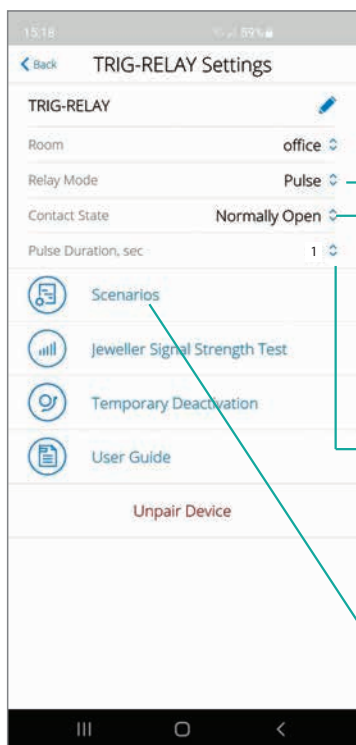 15:18 59%
Back TRIG-RELAY Settings
TRIG-RELAY
Room office
Relay Mode Pulse
Contact State Normally Open
Pulse Duration, sec 1
Scenarios
Jeweller Signal Strength Test
Temporary Deactivation
User Guide
Unpair Device